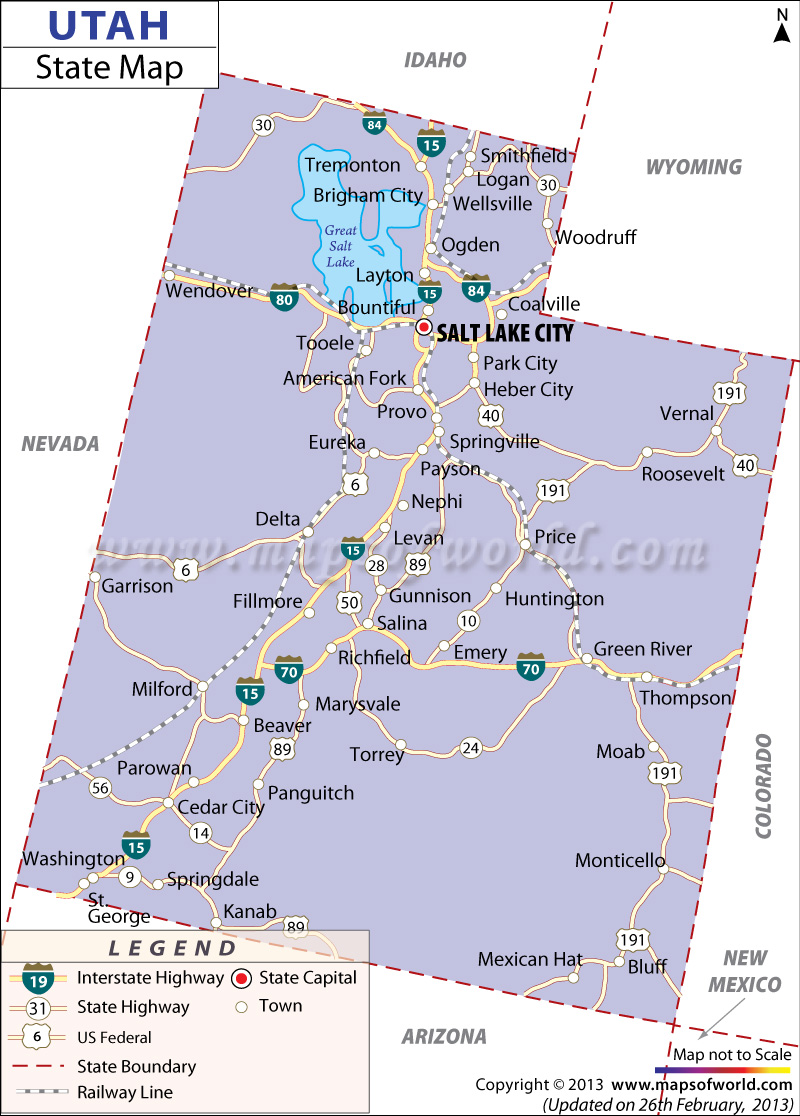 UTAH
State Map
N
IDAHO
WYOMING
NEVADA
COLORADO
NEW
MEXICO
ARIZONA
84
15
30
Tremonton
Smithfield
Logan
30
Brigham City
Wellsville
Great
Salt
Lake
Ogden
Woodruff
Layton
Wendover
80
15
84
Bountiful
Coalville
SALT LAKE CITY
Tooele
Park City
American Fork
Heber City
191
Provo
40
Vernal
Eureka
Springville
Payson
Roosevelt
40
6
191
Nephi
Delta
Levan
Price
www.mapsofworld.com
15
6
28
89
Garrison
Gunnison
Huntington
Fillmore
50
10
Salina
Richfield
Emery
Green River
70
70
Milford
15
Marysvale
Thompson
Beaver
89
Torrey
24
Moab
191
Parowan
56
Panguitch
Cedar City
14
15
Washington
9
Springdale
Monticello
St.
George
Kanab
89
191
Mexican Hat
Bluff
LEGEND
19 Interstate Highway
State Capital
31 State Highway
Town
6 US Federal
State Boundary
Railway Line
Map not to Scale
Copyright © 2013 www.mapsofworld.com
(Updated on 26th February, 2013)